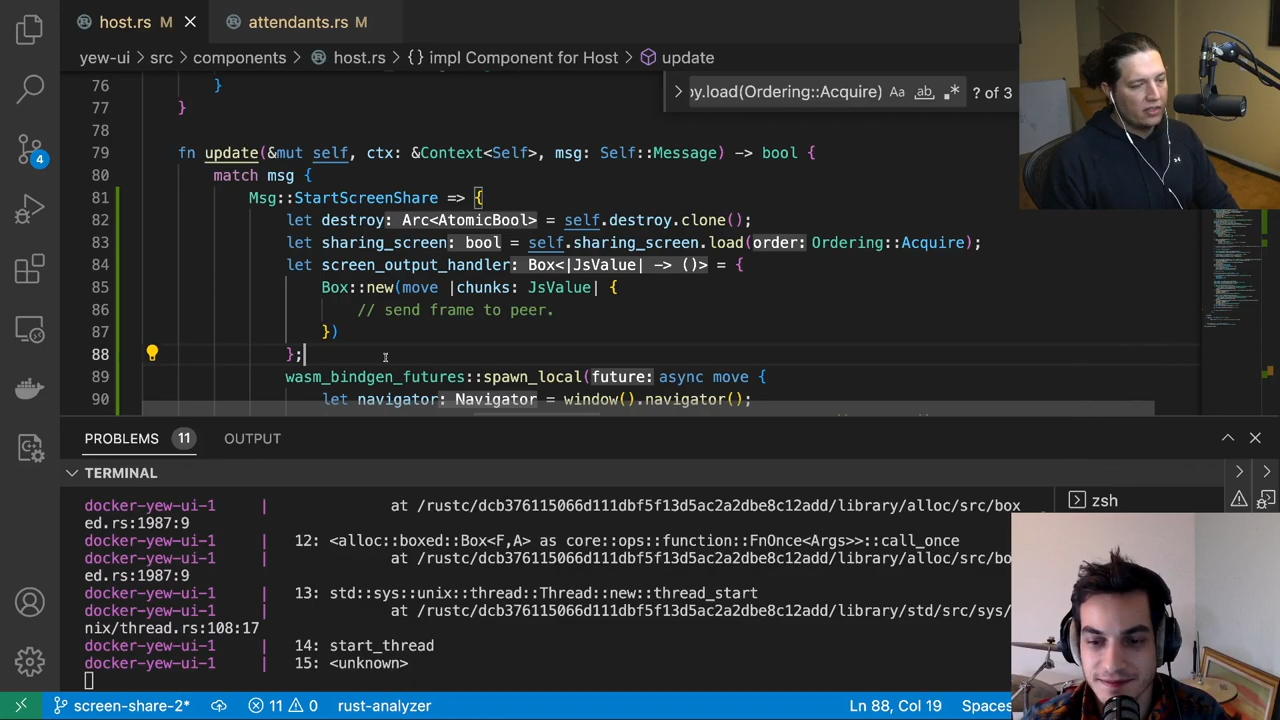 host.rs M
attendants.rs M
yew-ui > src > components > host.rs > {} impl Component for Host > update
y.load(Ordering::Acquire) Aa ab .* ? of 3
76 }
77 }
78
79 fn update(&mut self, ctx: &Context<Self>, msg: Self::Message) -> bool {
80 match msg {
81 Msg::StartScreenShare => {
82 let destroy: Arc<AtomicBool> = self.destroy.clone();
83 let sharing_screen: bool = self.sharing_screen.load(order: Ordering::Acquire);
84 let screen_output_handler: Box<|JsValue| -> ()> = {
85 Box::new(move |chunks: JsValue| {
86 // send frame to peer.
87 })
88 };
89 wasm_bindgen_futures::spawn_local(future: async move {
90 let navigator: Navigator = window().navigator();
4
PROBLEMS 11 OUTPUT
TERMINAL
zsh
docker-yew-ui-1 | at /rustc/dcb376115066d111dbf5f13d5ac2a2dbe8c12add/library/alloc/src/box
ed.rs:1987:9
docker-yew-ui-1 | 12: <alloc::boxed::Box<F,A> as core::ops::function::FnOnce<Args>>::call_once
docker-yew-ui-1 | at /rustc/dcb376115066d111dbf5f13d5ac2a2dbe8c12add/library/alloc/src/bo
ed.rs:1987:9
docker-yew-ui-1 | 13: std::sys::unix::thread::Thread::new::thread_start
docker-yew-ui-1 | at /rustc/dcb376115066d111dbf5f13d5ac2a2dbe8c12add/library/std/src/sys/
nix/thread.rs:108:17
docker-yew-ui-1 | 14: start_thread
docker-yew-ui-1 | 15: <unknown>
screen-share-2* 11 0 rust-analyzer Ln 88, Col 19 Spaces